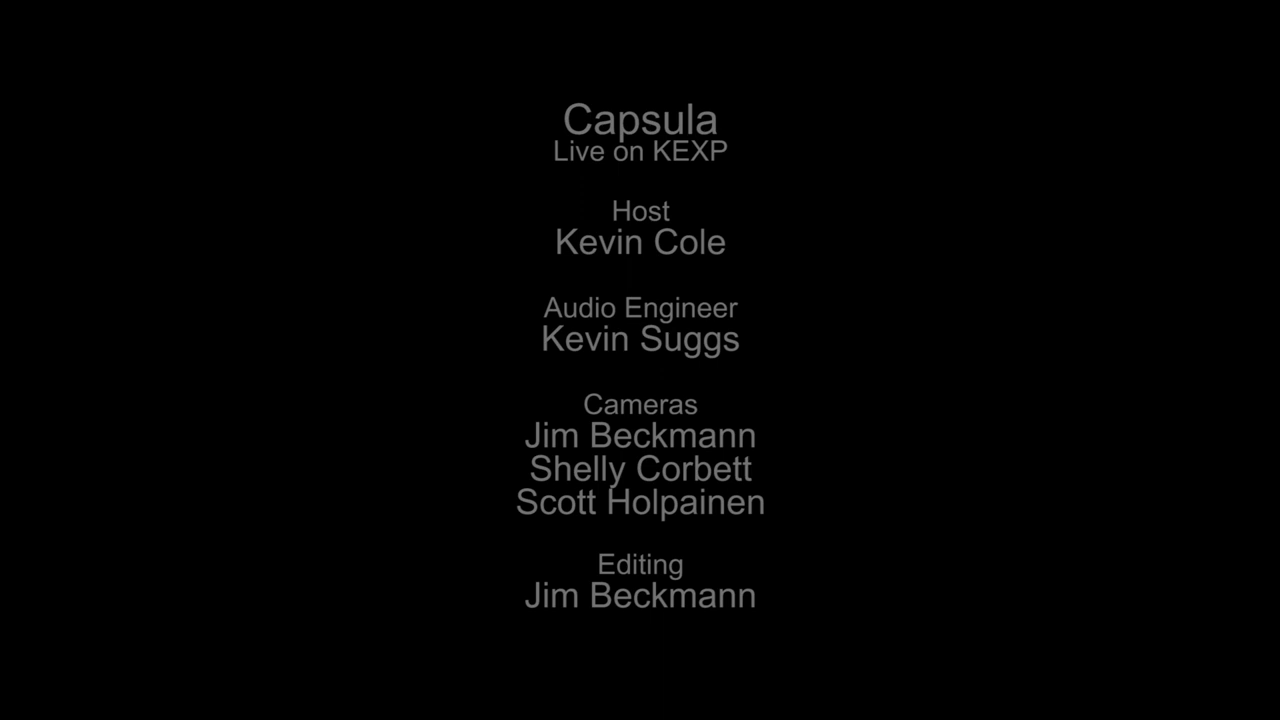 Capsula
Live on KEXP
Host
Kevin Cole
Audio Engineer
Kevin Suggs
Cameras
Jim Beckmann
Shelly Corbett
Scott Holpainen
Editing
Jim Beckmann